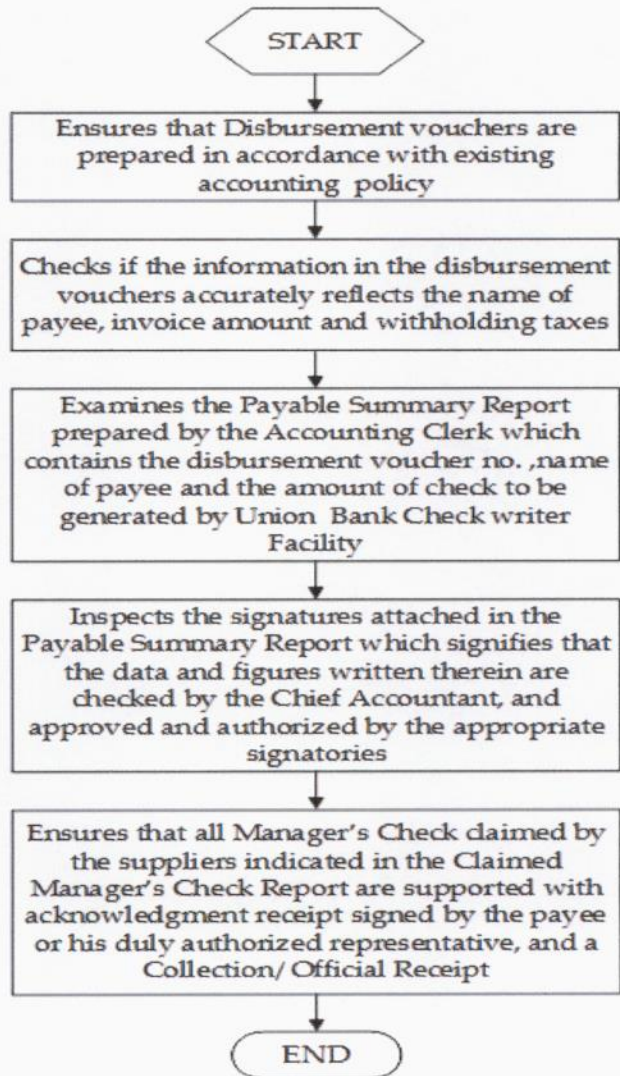 START
Ensures that Disbursement vouchers are
prepared in accordance with existing
accounting policy
Checks if the information in the disbursement
vouchers accurately reflects the name of
payee, invoice amount and withholding taxes
Examines the Payable Summary Report
prepared by the Accounting Clerk which
contains the disbursement voucher no. ,name
of payee and the amount of check to be
generated by Union Bank Check writer
Facility
Inspects the signatures attached in the
Payable Summary Report which signifies that
the data and figures written therein are
checked by the Chief Accountant, and
approved and authorized by the appropriate
signatories
Ensures that all Manager's Check claimed by
the suppliers indicated in the Claimed
Manager's Check Report are supported with
acknowledgment receipt signed by the payee
or his duly authorized representative, and a
Collection/ Official Receipt
END